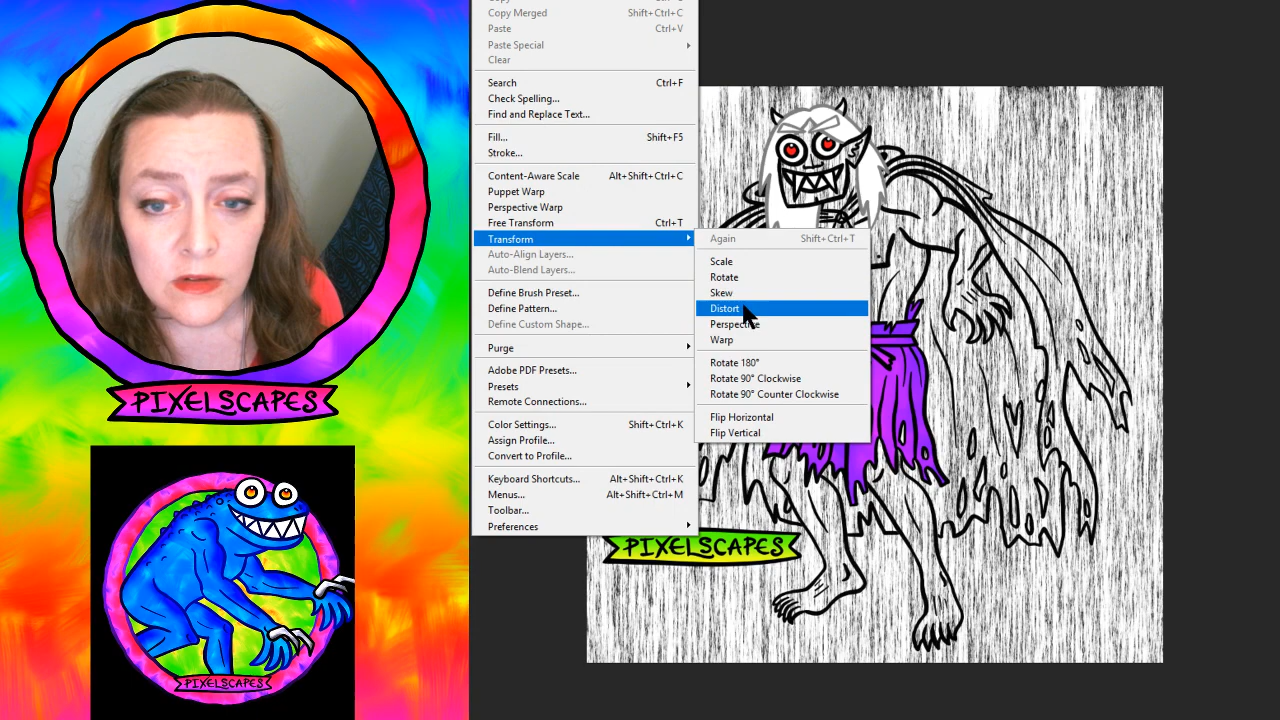 PIXELSCAPES
PIXELSCAPES
Copy Merged Shift+Ctrl+C
Paste Ctrl+V
Paste Special
Clear
Search Ctrl+F
Check Spelling...
Find and Replace Text...
Fill... Shift+F5
Stroke...
Content-Aware Scale Alt+Shift+Ctrl+C
Puppet Warp
Perspective Warp
Free Transform Ctrl+T
Transform
Auto-Align Layers...
Auto-Blend Layers...
Define Brush Preset...
Define Pattern...
Define Custom Shape...
Purge
Adobe PDF Presets...
Presets
Remote Connections...
Color Settings... Shift+Ctrl+K
Assign Profile...
Convert to Profile...
Keyboard Shortcuts... Alt+Shift+Ctrl+K
Menus... Alt+Shift+Ctrl+M
Toolbar...
Preferences
Again Shift+Ctrl+T
Scale
Rotate
Skew
Distort
Perspective
Warp
Rotate 180°
Rotate 90° Clockwise
Rotate 90° Counter Clockwise
Flip Horizontal
Flip Vertical
PIXELSCAPES